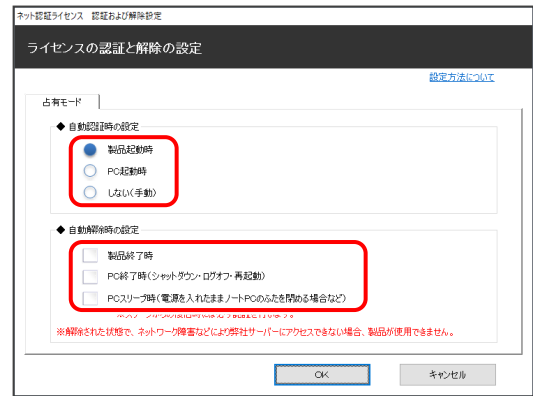 ネット認証ライセンス 認証および解除設定
ライセンスの認証と解除の設定
設定方法について
占有モード
◆ 自動認証時の設定
製品起動時
PC起動時
しない(手動)
◆ 自動解除時の設定
製品終了時
PC終了時(シャットダウン・ログオフ・再起動)
PCスリープ時(電源を入れたままノートPCのふたを閉める場合など)
※解除された状態で、ネットワーク障害などにより弊社サーバーにアクセスできない場合、製品が使用できません。
OK
キャンセル